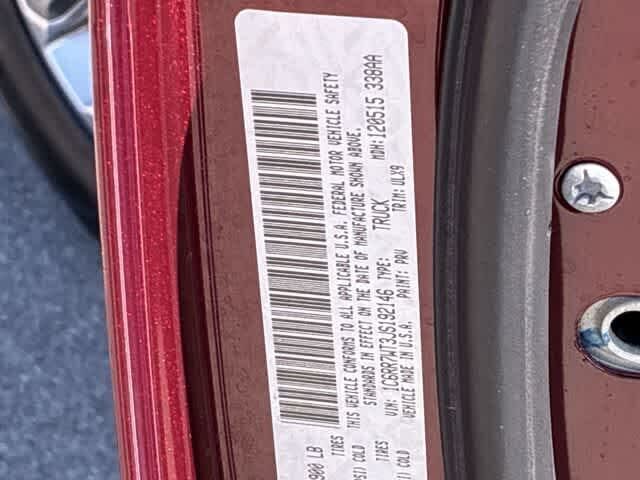 THIS VEHICLE CONFORMS TO ALL APPLICABLE U.S.A. FEDERAL MOTOR VEHICLE SAFETY
STANDARDS IN EFFECT ON THE DATE OF MANUFACTURE SHOWN ABOVE.
VIN: 1C6RR7WT3JS192146 TYPE: TRUCK MDH: 120515 338AA
VEHICLE MADE IN U.S.A. PAINT: PRV TRIM: ULX9
900 LB
TIRES
COLD
TIRES
COLD